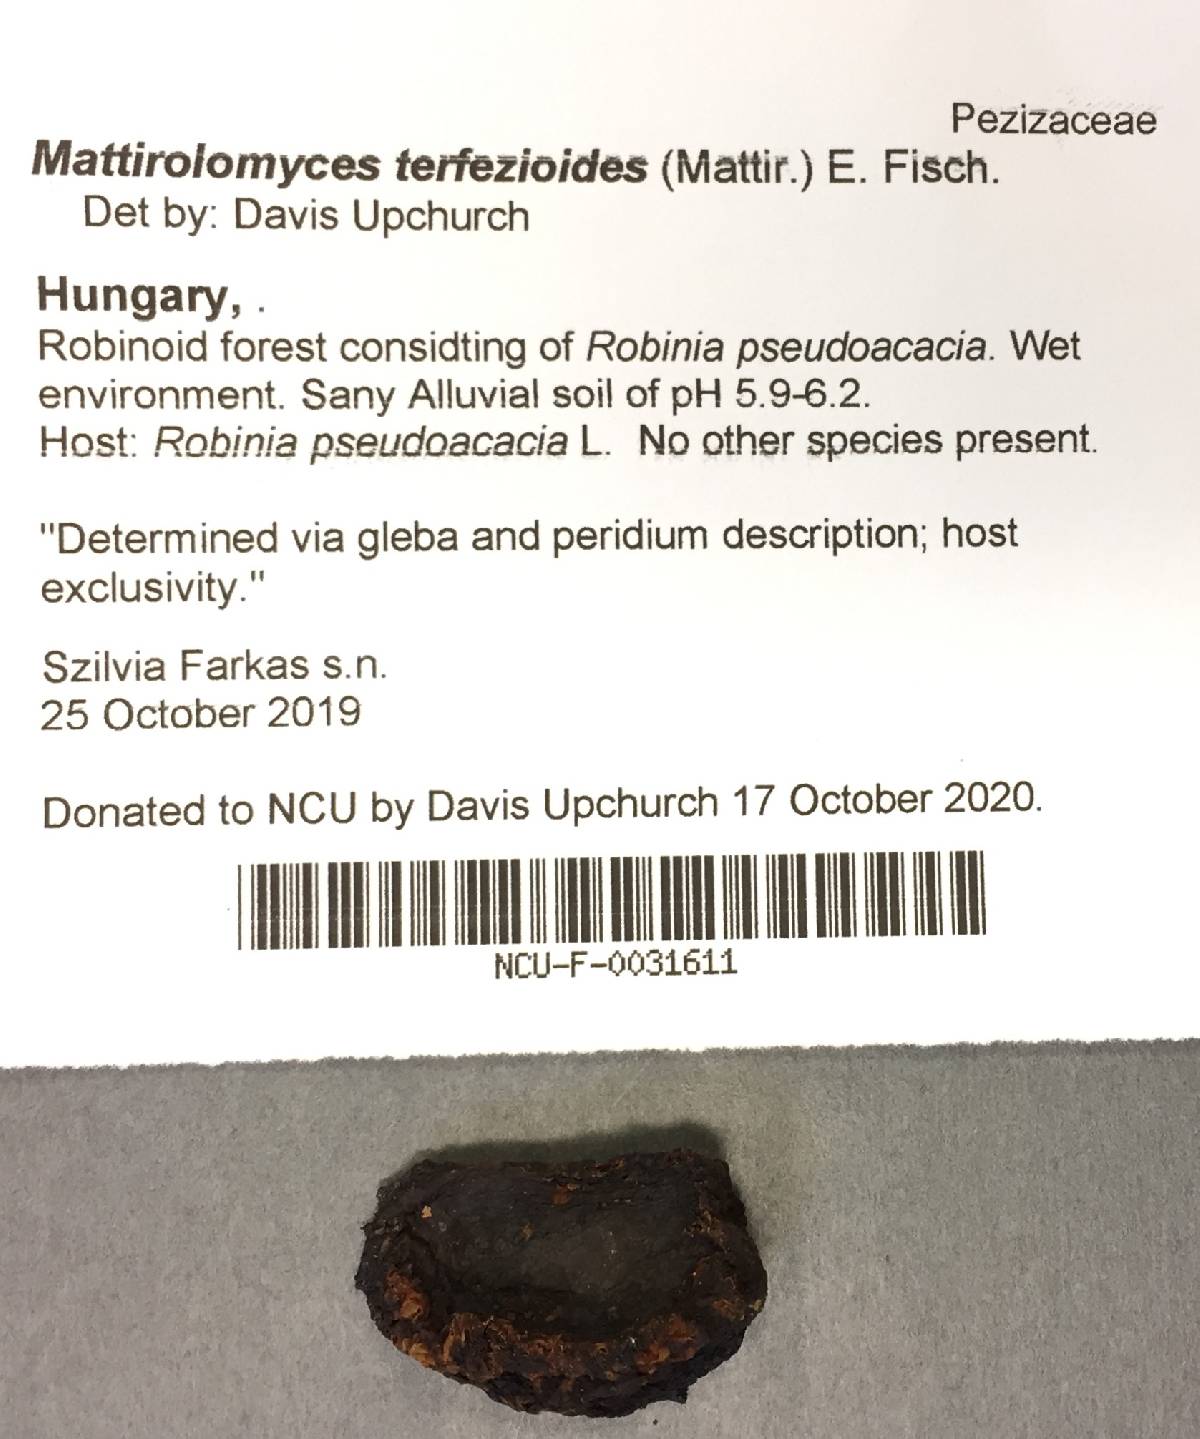 Pezizaceae
Mattirolomyces terfezioides (Mattir.) E. Fisch.
Det by: Davis Upchurch
Hungary, .
Robinoid forest considting of Robinia pseudoacacia. Wet
environment. Sany Alluvial soil of pH 5.9-6.2.
Host: Robinia pseudoacacia L. No other species present.
"Determined via gleba and peridium description; host
exclusivity."
Szilvia Farkas s.n.
25 October 2019
Donated to NCU by Davis Upchurch 17 October 2020.
NCU-F-0031611